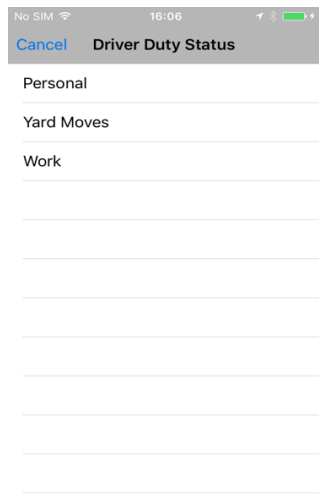 No SIM 16:06
Cancel Driver Duty Status
Personal
Yard Moves
Work